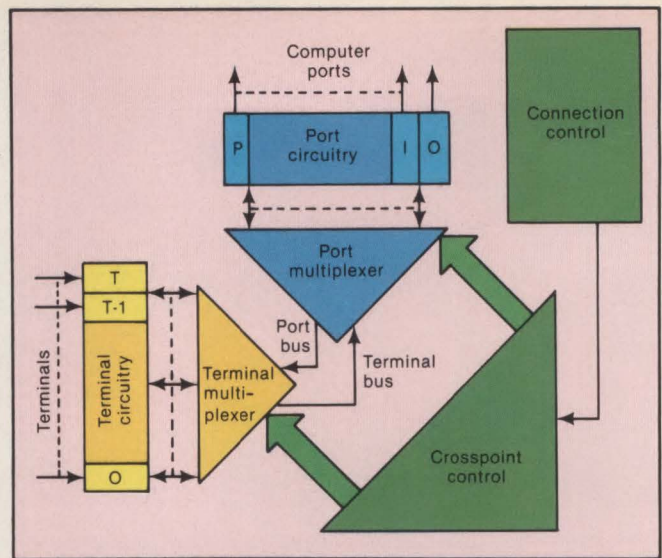 Computer
ports
Connection
control
P
Port
circuitry
I
O
Port
multiplexer
T
T-1
Terminals
Terminal
circuitry
O
Terminal
multi-
plexer
Port
bus
Terminal
bus
Crosspoint
control